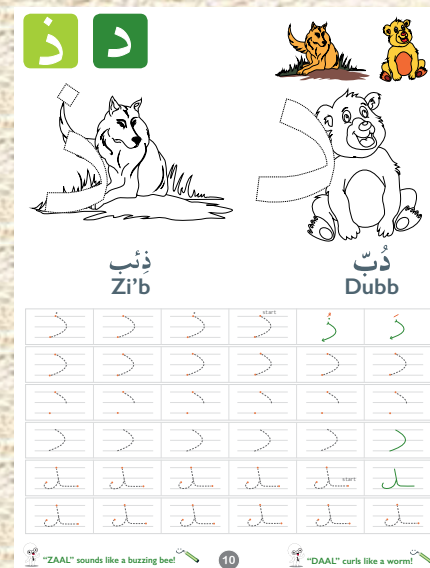 ذ د
ذِئب دُبّ
Zi'b Dubb
start
start
“ZAAL” sounds like a buzzing bee! 10 “DAAL” curls like a worm!